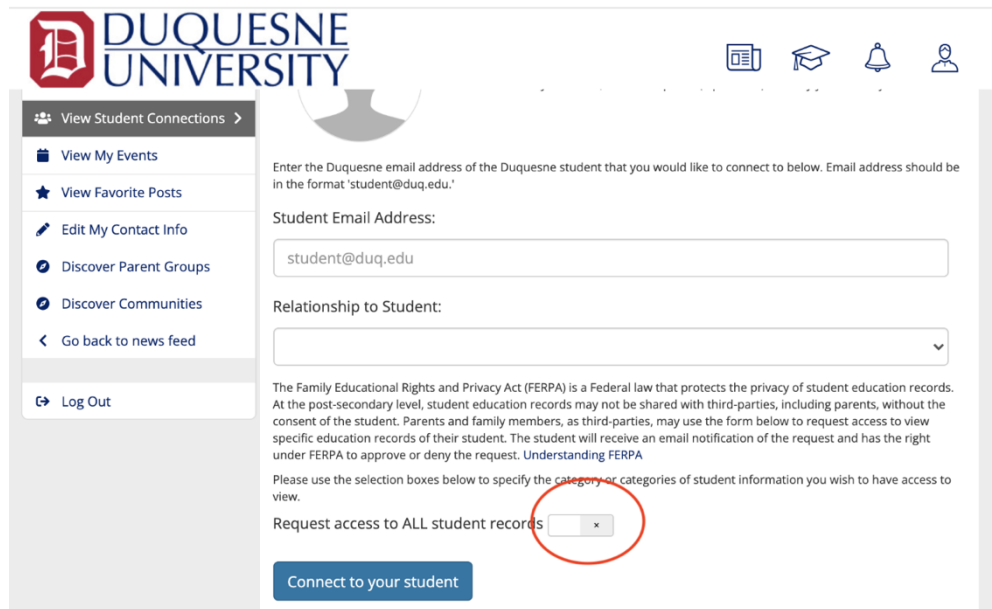 DUQUESNE
UNIVERSITY
View Student Connections
View My Events
View Favorite Posts
Edit My Contact Info
Discover Parent Groups
Discover Communities
Go back to news feed
Log Out
Enter the Duquesne email address of the Duquesne student that you would like to connect to below. Email address should be
in the format 'student@duq.edu.'
Student Email Address:
student@duq.edu
Relationship to Student:
The Family Educational Rights and Privacy Act (FERPA) is a Federal law that protects the privacy of student education records.
At the post-secondary level, student education records may not be shared with third-parties, including parents, without the
consent of the student. Parents and family members, as third-parties, may use the form below to request access to view
specific education records of their student. The student will receive an email notification of the request and has the right
under FERPA to approve or deny the request. Understanding FERPA
Please use the selection boxes below to specify the category or categories of student information you wish to have access to
view.
Request access to ALL student records
Connect to your student